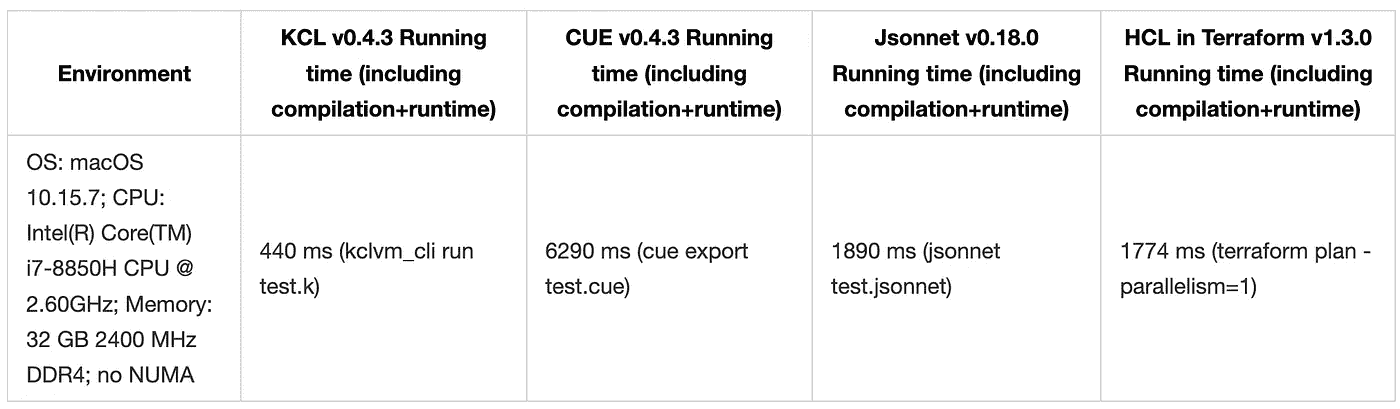 Environment
KCL v0.4.3 Running
time (including
compilation+runtime)
CUE v0.4.3 Running
time (including
compilation+runtime)
Jsonnet v0.18.0
Running time (including
compilation+runtime)
HCL in Terraform v1.3.0
Running time (including
compilation+runtime)
OS: macOS
10.15.7; CPU:
Intel(R) Core(TM)
i7-8850H CPU @
2.60GHz; Memory:
32 GB 2400 MHz
DDR4; no NUMA
440 ms (kclvm_cli run
test.k)
6290 ms (cue export
test.cue)
1890 ms (jsonnet
test.jsonnet)
1774 ms (terraform plan -
parallelism=1)